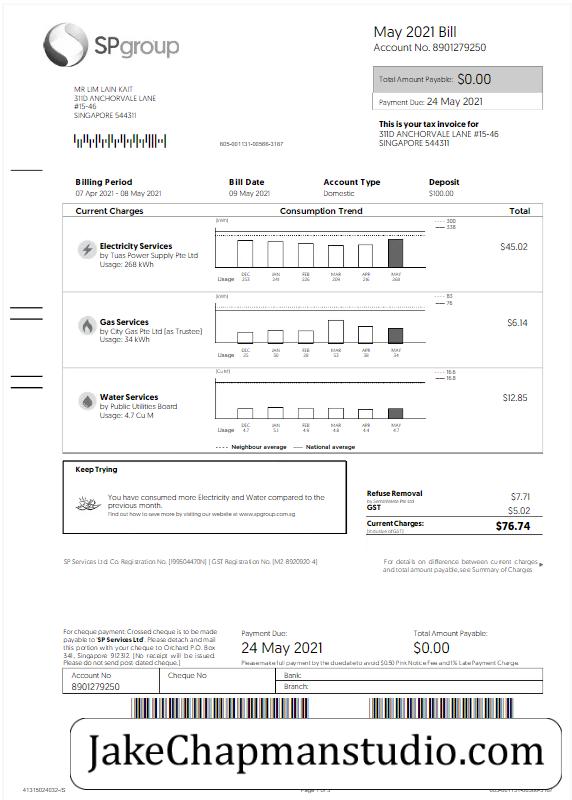 SPgroup
May 2021 Bill
Account No. 8901279250
Total Amount Payable: $0.00
Payment Due: 24 May 2021
MR LIM LAIN KAIT
311D ANCHORVALE LANE
#15-46
SINGAPORE 544311
605-001131-00566-3167
This is your tax invoice for
311D ANCHORVALE LANE #15-46
SINGAPORE 544311
Billing Period
07 Apr 2021 - 08 May 2021
Bill Date
09 May 2021
Account Type
Domestic
Deposit
$100.00
Current Charges
Consumption Trend
Total
Electricity Services
by Tuas Power Supply Pte Ltd
Usage: 268 kWh
(kWh)
300
338
DEC JAN FEB MAR APR MAY
Usage 253 241 226 209 216 268
$45.02
Gas Services
by City Gas Pte Ltd (as Trustee)
Usage: 34 kWh
(kWh)
83
76
DEC JAN FEB MAR APR MAY
Usage 25 30 28 53 38 34
$6.14
Water Services
by Public Utilities Board
Usage: 4.7 Cu M
(Cu M)
16.6
16.8
DEC JAN FEB MAR APR MAY
Usage 4.7 5.1 4.9 4.8 4.4 4.7
$12.85
Neighbour average National average
Keep Trying
You have consumed more Electricity and Water compared to the
previous month.
Find out how to save more by visiting our website at www.spgroup.com.sg
Refuse Removal $7.71
GST $5.02
Current Charges: $76.74
(Inclusive of GST)
SP Services Ltd. Co. Registration No. [199504470N] | GST Registration No. [M2-8920920-4]
For details on difference between current charges
and total amount payable, see Summary of Charges
For cheque payment: Crossed cheque is to be made
payable to 'SP Services Ltd'. Please detach and mail
this portion with your cheque to Orchard P.O. Box
341, Singapore 912312. [No receipt will be issued.
Please do not send post dated cheque.]
Payment Due:
24 May 2021
Total Amount Payable:
$0.00
Please make full payment by the due date to avoid $0.50 Pink Notice Fee and 1% Late Payment Charge.
Account No
8901279250
Cheque No
Bank:
Branch:
JakeChapmanstudio.com